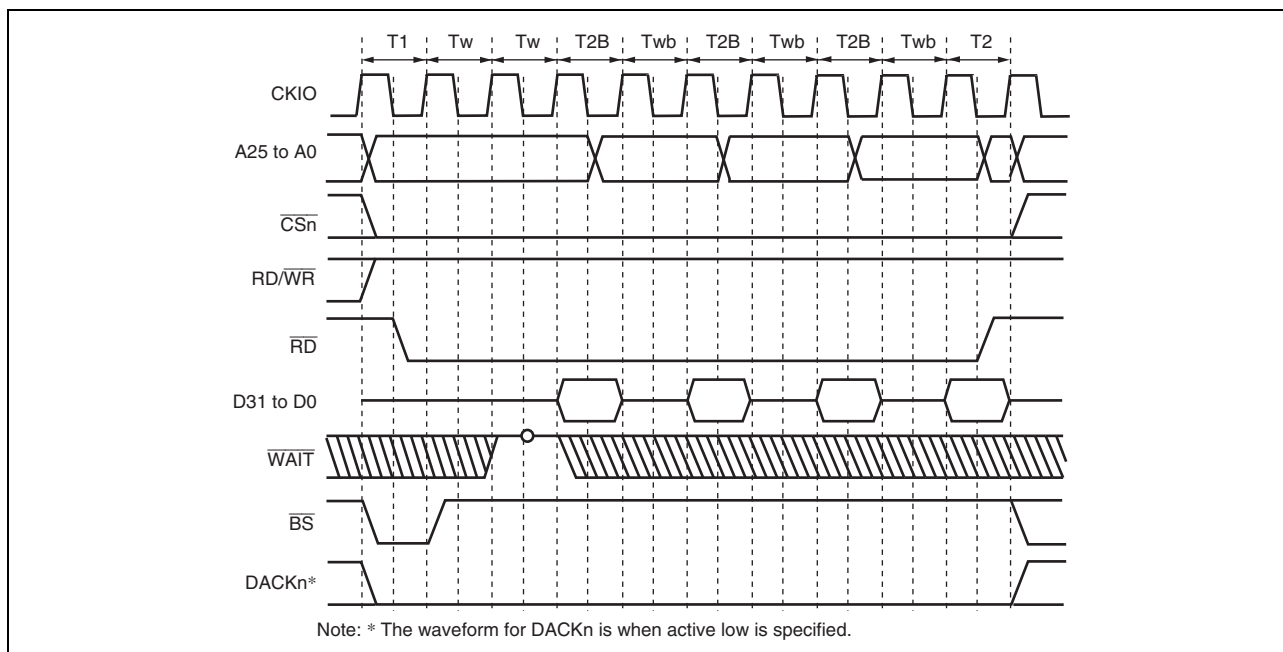 T1 Tw Tw T2B Twb T2B Twb T2B Twb T2
CKIO
A25 to A0
CSn
RD/WR
RD
D31 to D0
WAIT
BS
DACKn*
Note: * The waveform for DACKn is when active low is specified.